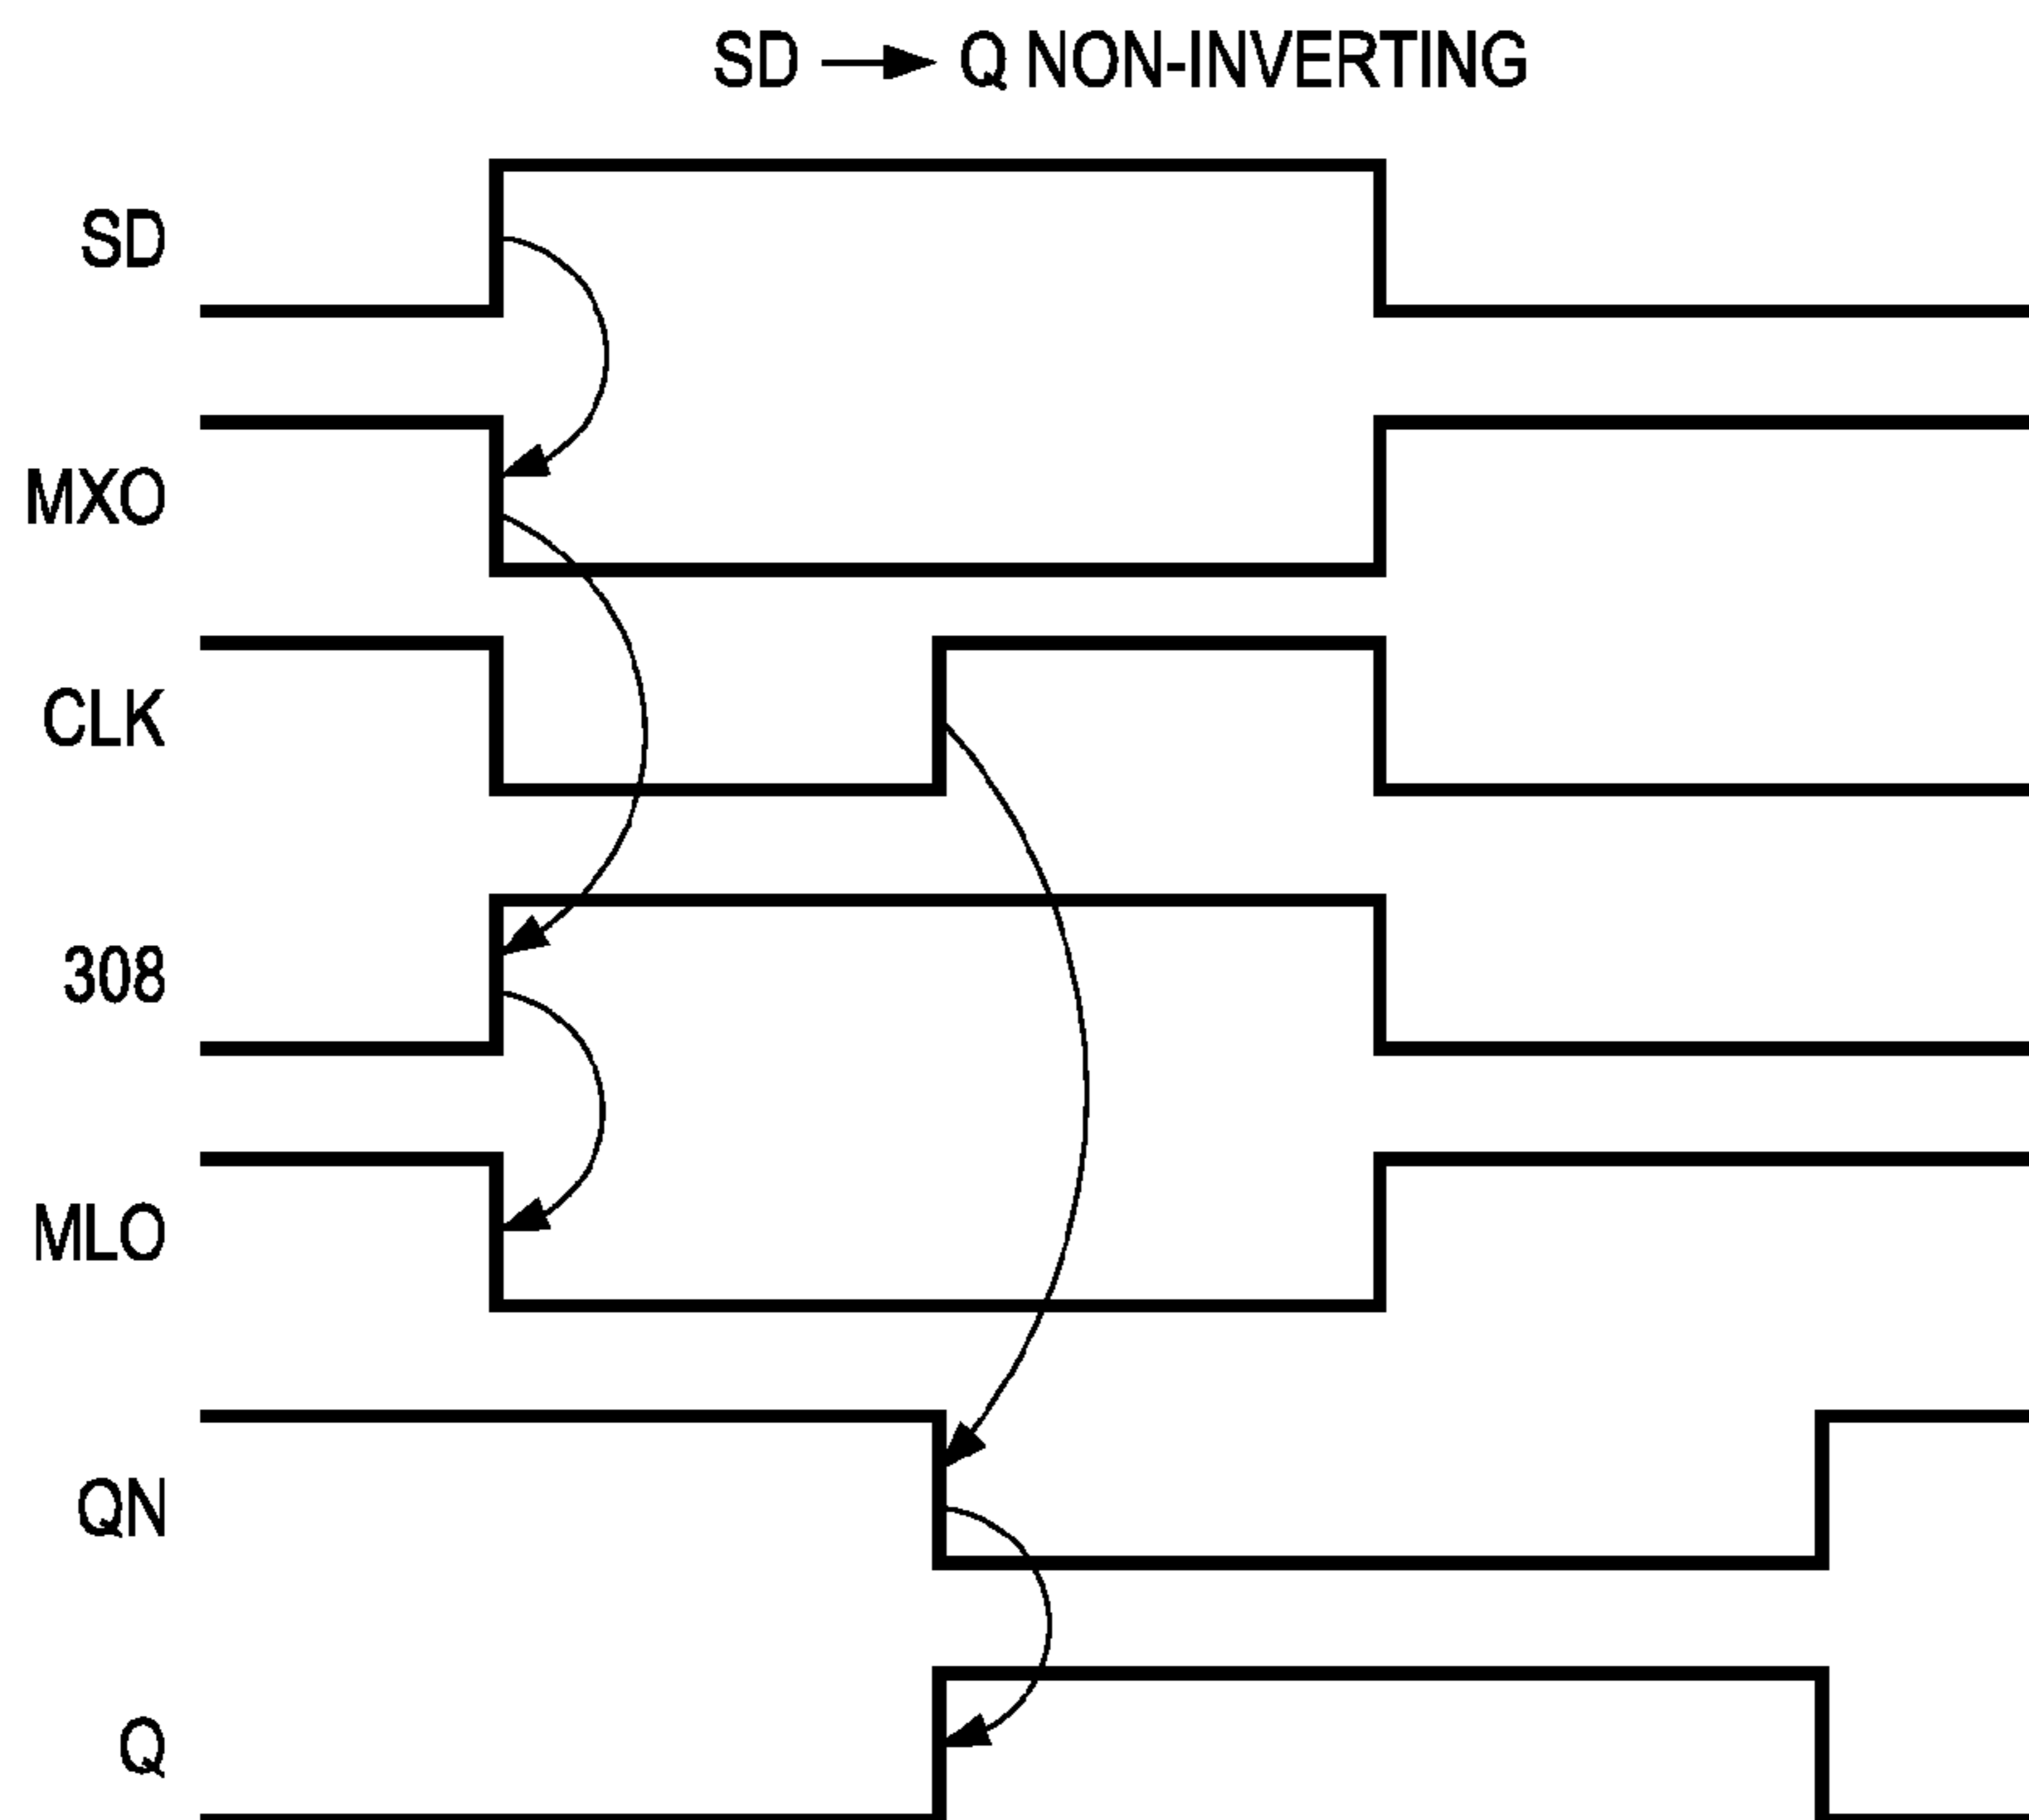 SD → Q NON-INVERTING
SD
MXO
CLK
308
MLO
QN
Q